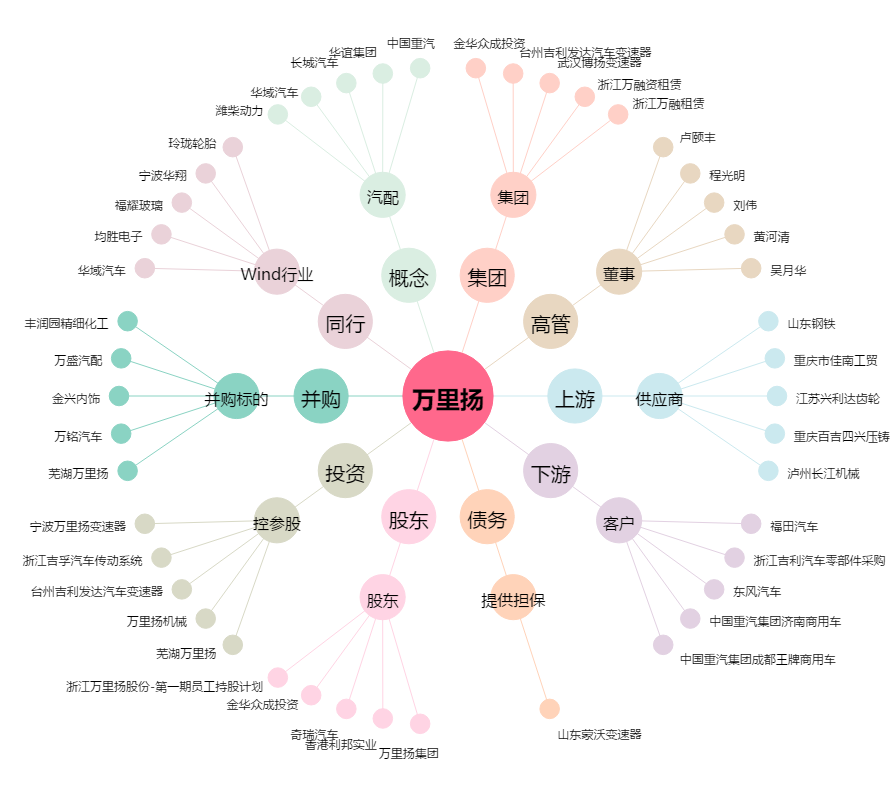 中国重汽
华谊集团
长城汽车
华域汽车
潍柴动力
汽配
概念
金华众成投资
台州吉利发达汽车变速器
武汉博扬变速器
浙江万融资租赁
浙江万融租赁
集团
集团
卢颐丰
程光明
刘伟
黄河清
吴月华
董事
高管
玲珑轮胎
宁波华翔
福耀玻璃
均胜电子
华域汽车
Wind行业
同行
丰润园精细化工
万盛汽配
金兴内饰
万铭汽车
芜湖万里扬
并购标的
并购
万里扬
上游
供应商
山东钢铁
重庆市佳南工贸
江苏兴利达齿轮
重庆百吉四兴压铸
泸州长江机械
投资
控参股
宁波万里扬变速器
浙江吉孚汽车传动系统
台州吉利发达汽车变速器
万里扬机械
芜湖万里扬
下游
客户
福田汽车
浙江吉利汽车零部件采购
东风汽车
中国重汽集团济南商用车
中国重汽集团成都王牌商用车
股东
股东
浙江万里扬股份-第一期员工持股计划
金华众成投资
奇瑞汽车
香港利邦实业
万里扬集团
债务
提供担保
山东蒙沃变速器